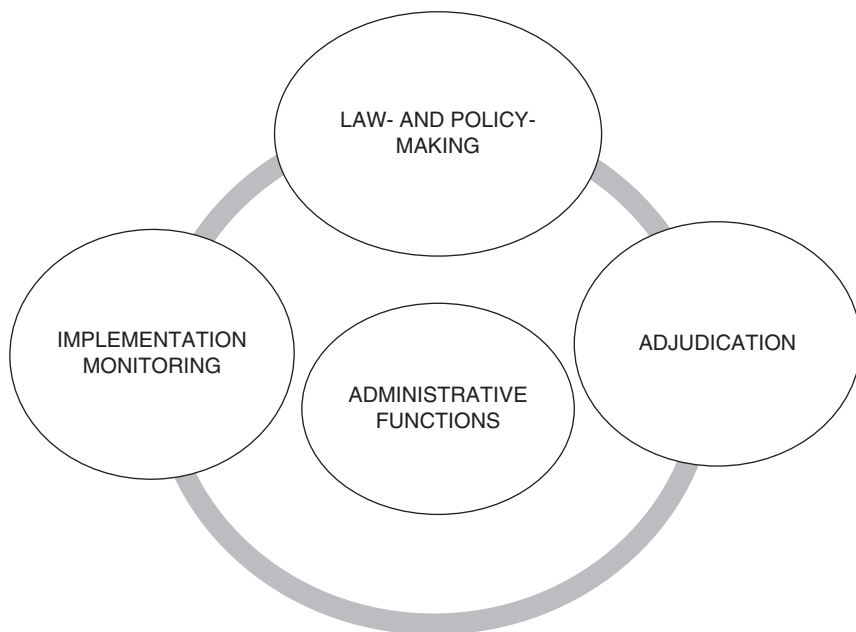 LAW- AND POLICY-
MAKING
IMPLEMENTATION
MONITORING
ADJUDICATION
ADMINISTRATIVE
FUNCTIONS